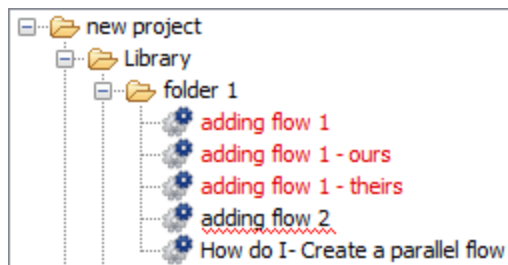 new project
Library
folder 1
adding flow 1
adding flow 1 - ours
adding flow 1 - theirs
adding flow 2
How do I- Create a parallel flow